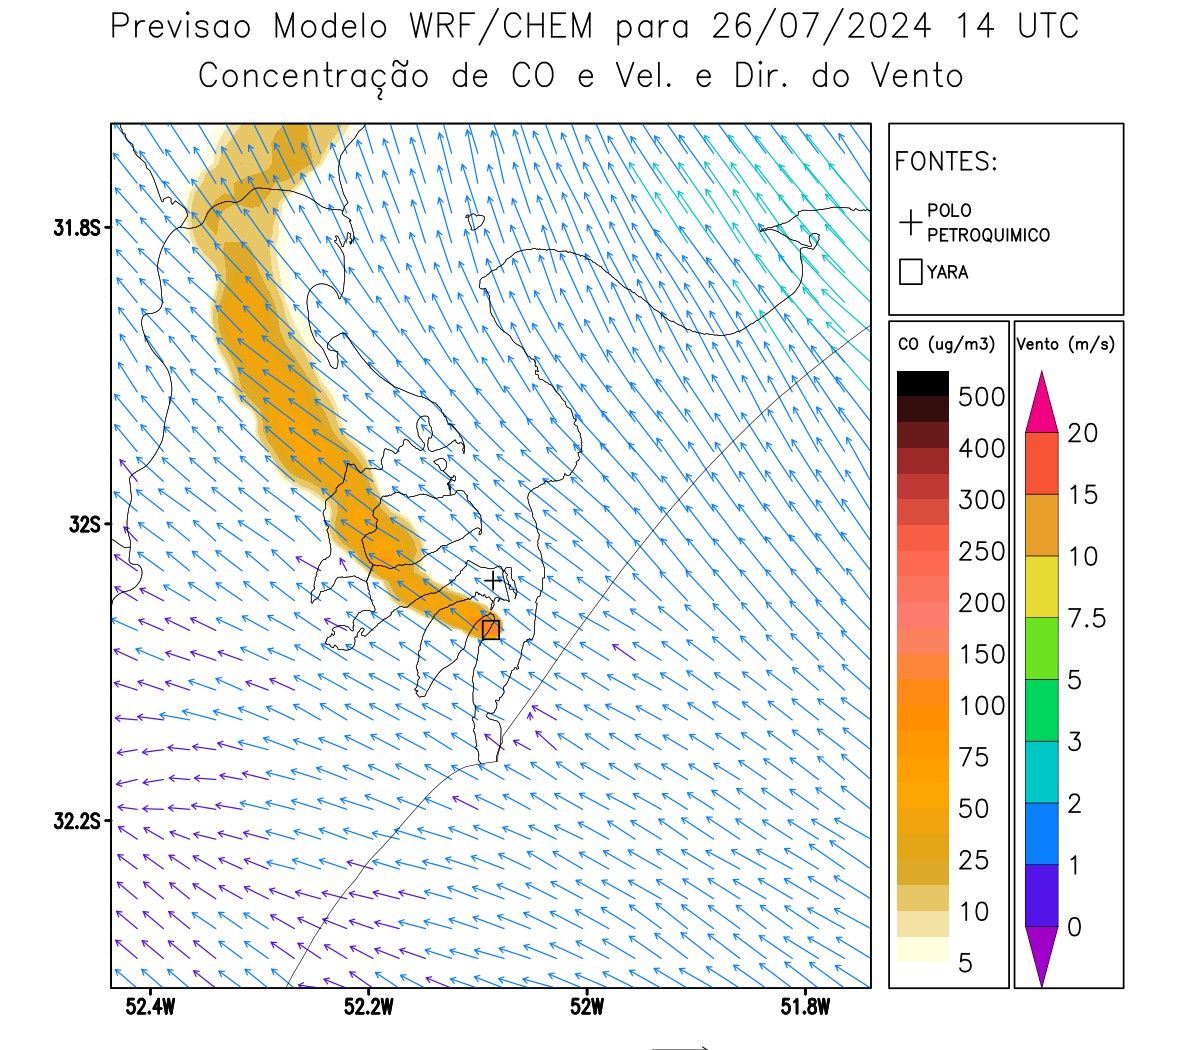 Previsao Modelo WRF/CHEM para 26/07/2024 14 UTC
Concentração de CO e Vel. e Dir. do Vento
FONTES:
POLO
PETROQUIMICO
YARA
CO (ug/m3)
500
400
300
250
200
150
100
75
50
25
10
5
Vento (m/s)
20
15
10
7.5
5
3
2
1
0
31.8S
32S
32.2S
52.4W
52.2W
52W
51.8W